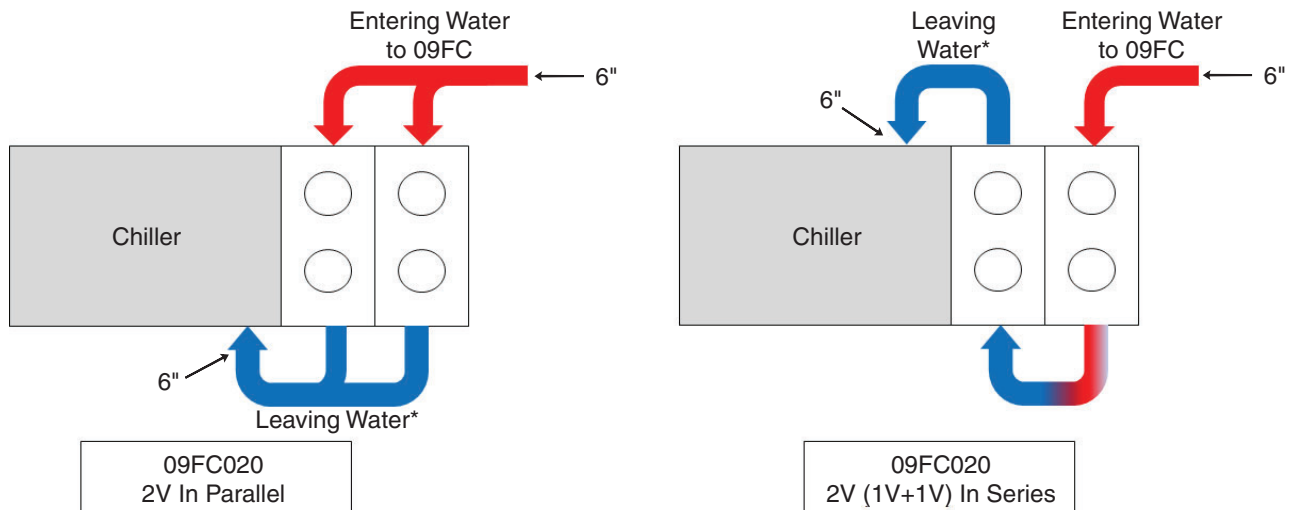 Entering Water
to 09FC
6"
Chiller
6"
Leaving Water*
09FC020
2V In Parallel
Leaving
Water*
Entering Water
to 09FC
6"
6"
Chiller
09FC020
2V (1V+1V) In Series